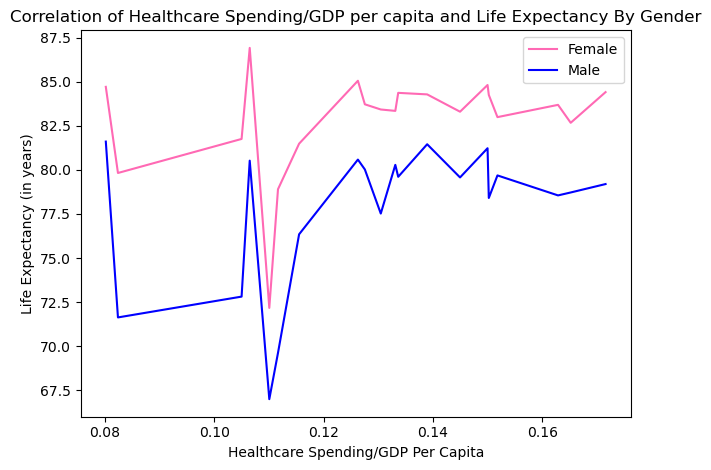 Correlation of Healthcare Spending/GDP per capita and Life Expectancy By Gender
Female
Male
87.5
85.0
82.5
80.0
77.5
75.0
72.5
70.0
67.5
Life Expectancy (in years)
0.08
0.10
0.12
0.14
0.16
Healthcare Spending/GDP Per Capita